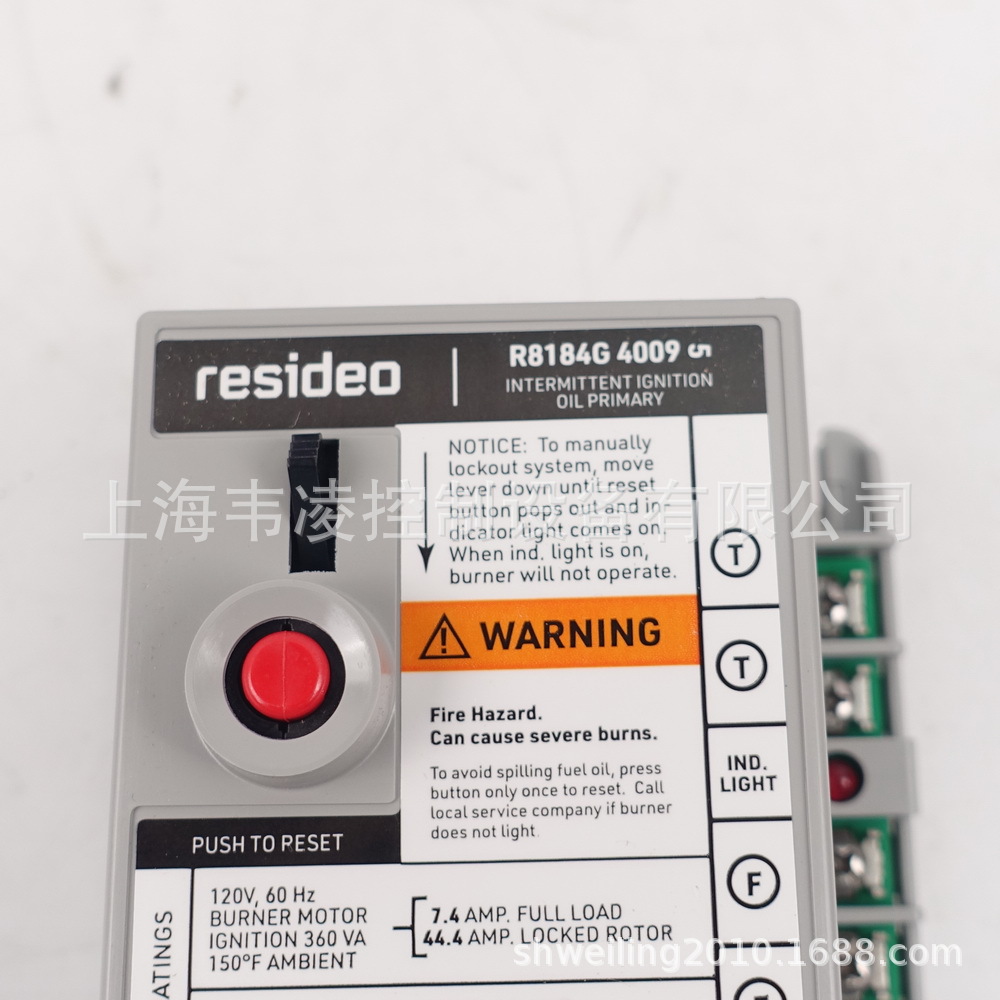 resideo
R8184G 4009 5
INTERMITTENT IGNITION
OIL PRIMARY
NOTICE: To manually
lockout system, move
lever down until reset
button pops out and in-
dicator light comes on.
When ind. light is on,
burner will not operate.
上海韦凌控制设备有限公司
WARNING
Fire Hazard.
Can cause severe burns.
To avoid spilling fuel oil, press
button only once to reset. Call
local service company if burner
does not light.
T
T
IND.
LIGHT
F
PUSH TO RESET
120V, 60 Hz
BURNER MOTOR
IGNITION 360 VA
150°F AMBIENT
7.4 AMP. FULL LOAD
44.4 AMP. LOCKED ROTOR
shweiling2010.1688.com